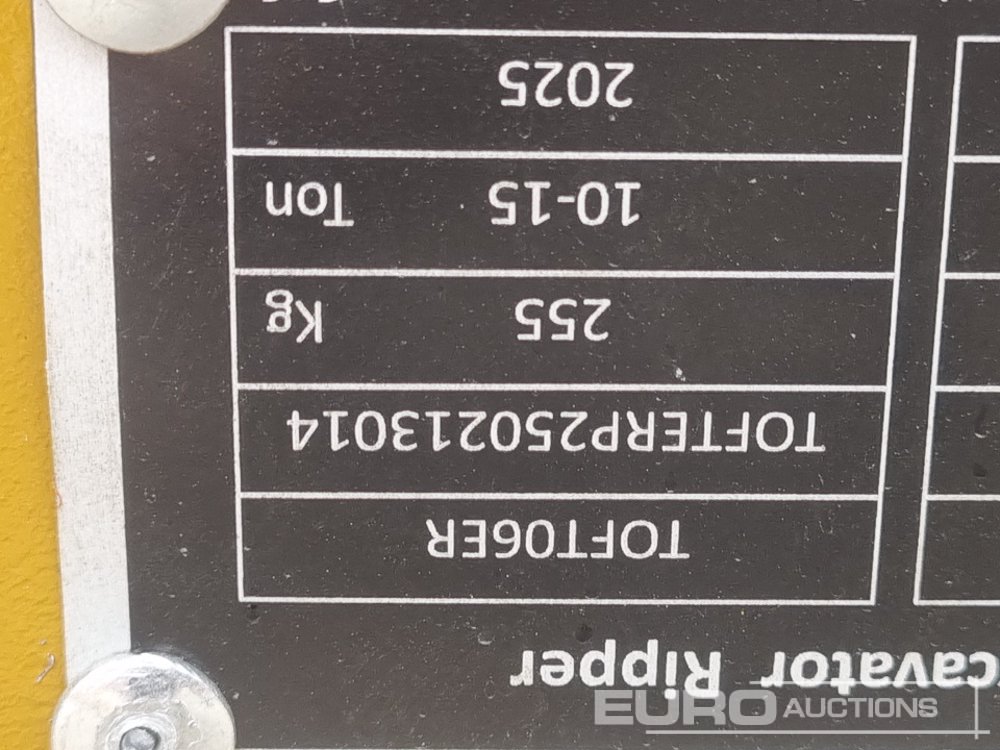 cavator Ripper
TOFT06ER
TOFTERP250213014
255 Kg
10-15 Ton
2025
EURO AUCTIONS